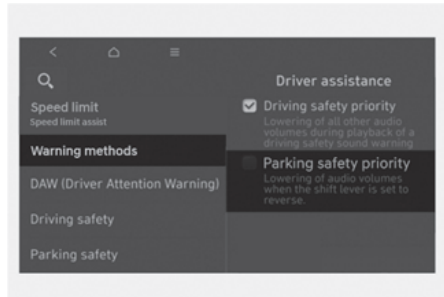 Speed limit
Speed limit assist
Warning methods
DAW (Driver Attention Warning)
Driving safety
Parking safety
Driver assistance
Driving safety priority
Lowering of all other audio
volumes during playback of a
driving safety sound warning
Parking safety priority
Lowering of audio volumes
when the shift lever is set to
reverse.